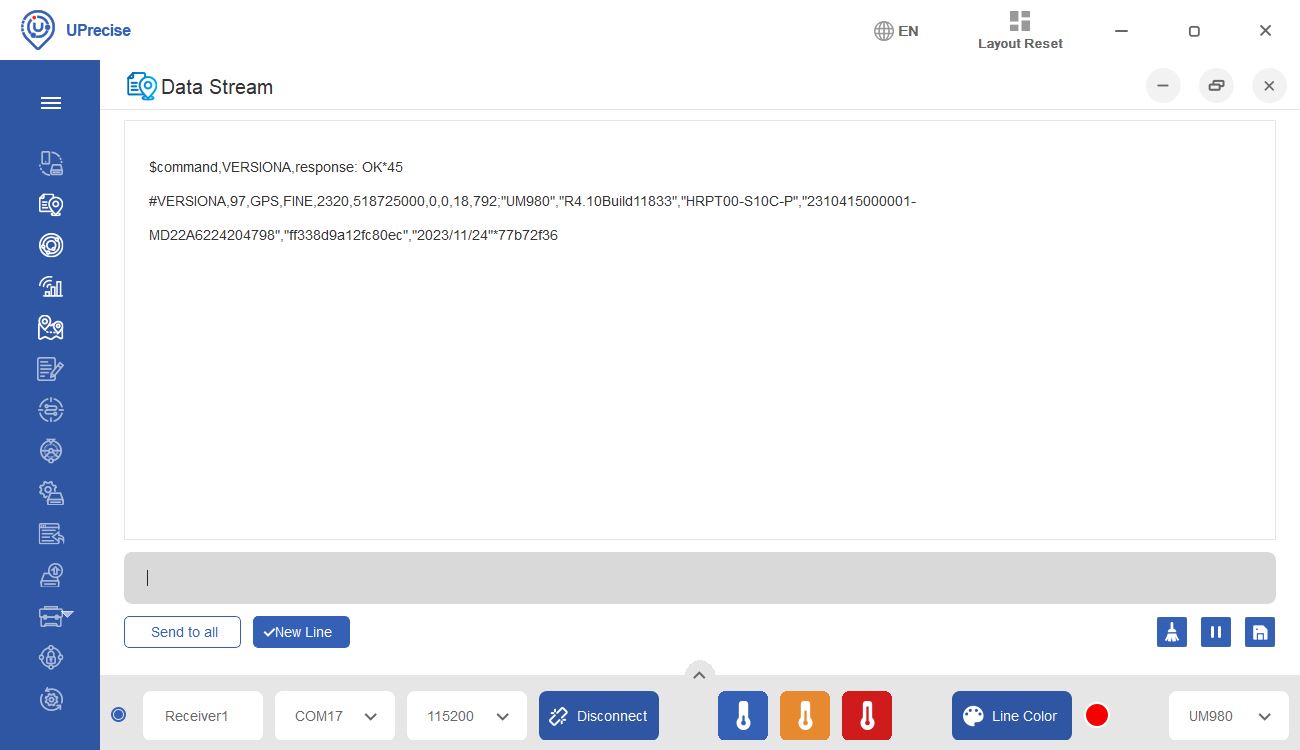 UPrecise
EN
Layout Reset
Data Stream
$command,VERSIONA,response: OK*45
#VERSIONA,97,GPS,FINE,2320,518725000,0,0,18,792;"UM980","R4.10Build11833","HRPT00-S10C-P","2310415000001-
MD22A6224204798","ff338d9a12fc80ec","2023/11/24"*77b72f36
Send to all
New Line
Receiver1
COM17
115200
Disconnect
Line Color
UM980